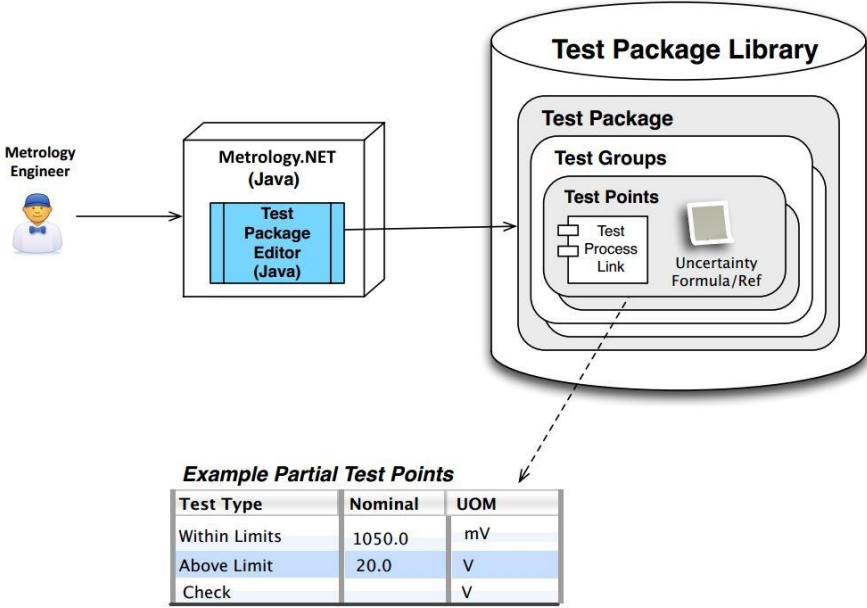 Test Package Library
Test Package
Test Groups
Test Points
Test
Process
Link
Uncertainty
Formula/Ref
Metrology
Engineer
Metrology.NET
(Java)
Test
Package
Editor
(Java)
Example Partial Test Points
Test Type Nominal UOM
Within Limits 1050.0 mV
Above Limit 20.0 V
Check V